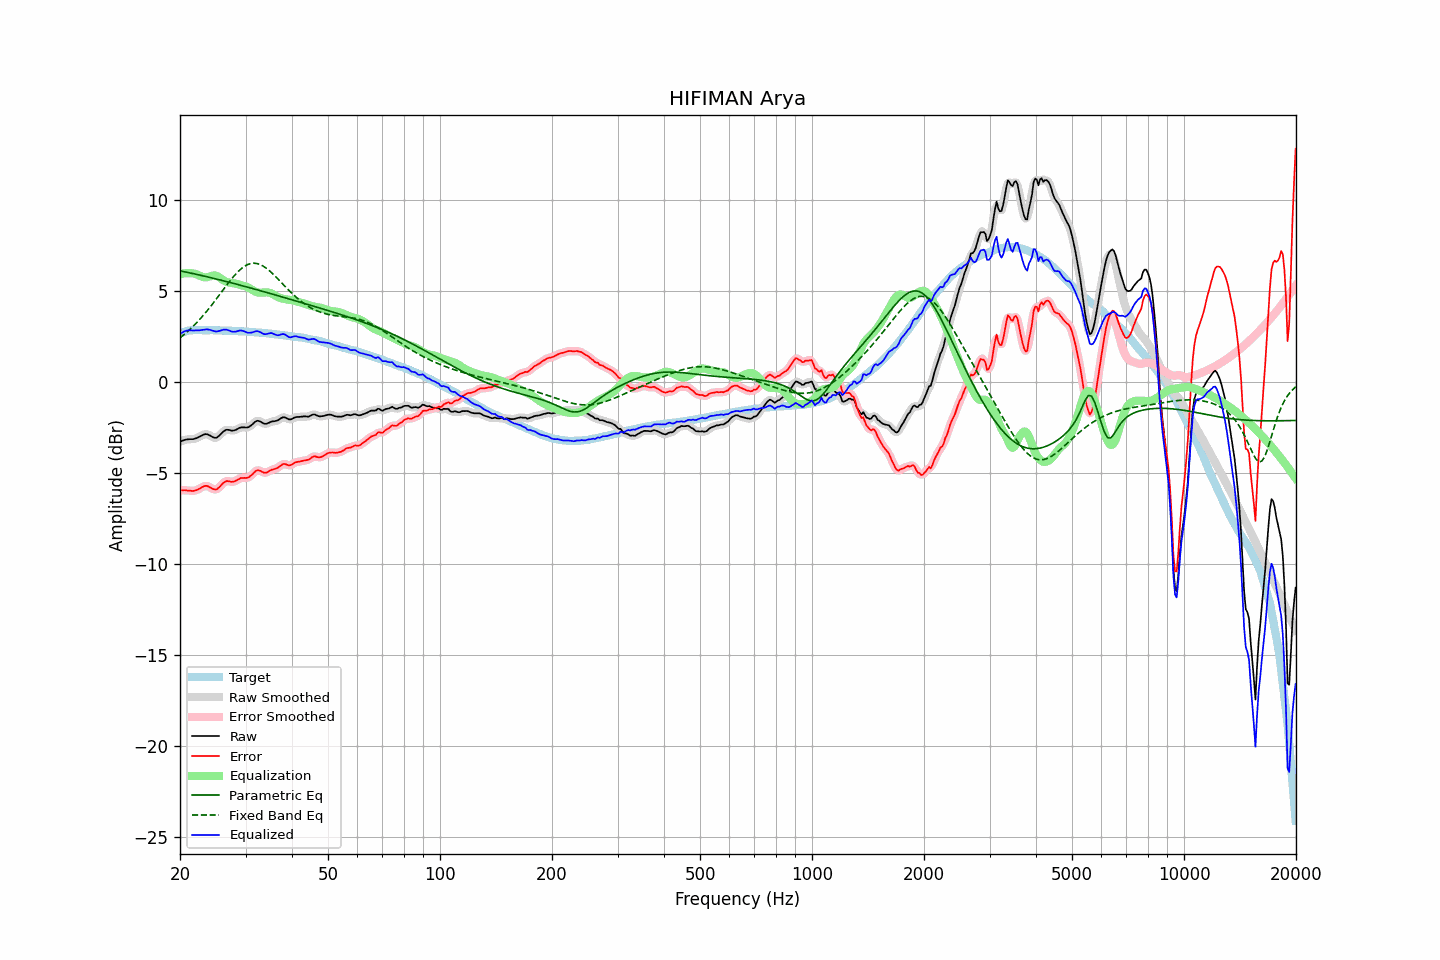 HIFIMAN Arya
Amplitude (dBr)
10
5
0
−5
−10
−15
−20
−25
Target
Raw Smoothed
Error Smoothed
Raw
Error
Equalization
Parametric Eq
Fixed Band Eq
Equalized
20 50 100 200 500 1000 2000 5000 10000 20000
Frequency (Hz)